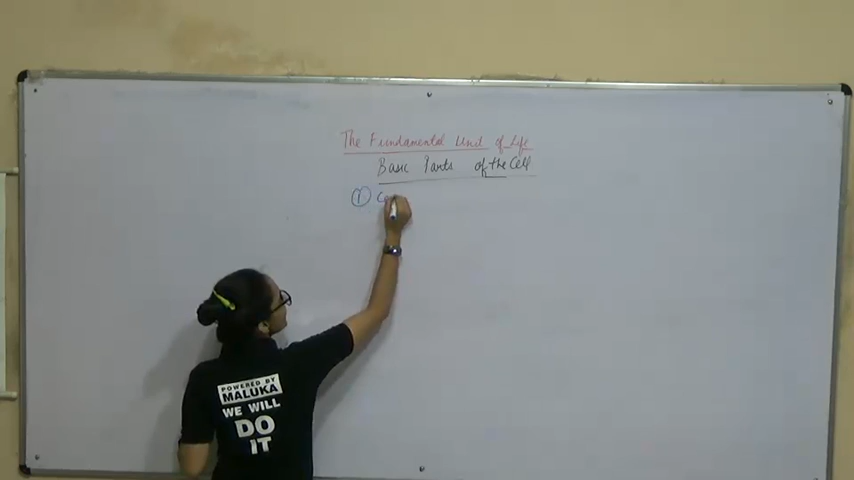 The Fundamental Unit of Life
Basic Parts of the Cell
①
POWERED BY
MALUKA
WE WILL
DO
IT